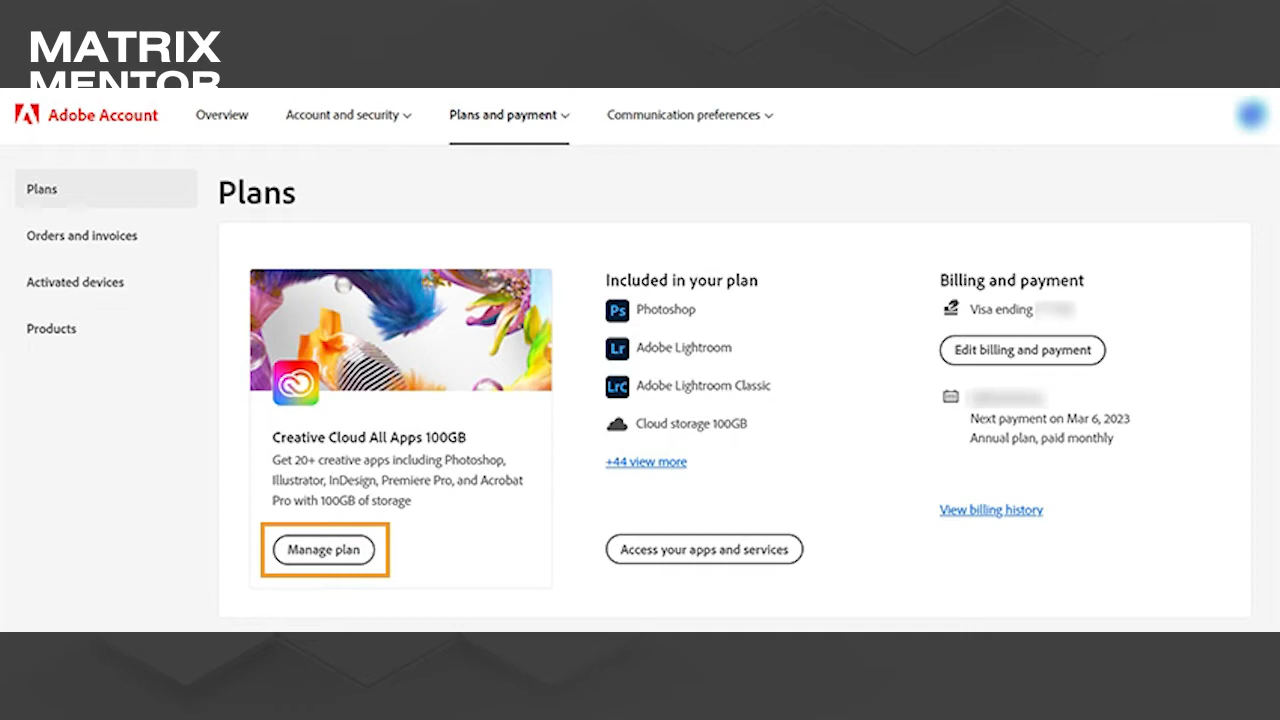 MATRIX
MENTOR
Adobe Account
Overview
Account and security
Plans and payment
Communication preferences
Plans
Orders and invoices
Activated devices
Products
Plans
Creative Cloud All Apps 100GB
Get 20+ creative apps including Photoshop,
Illustrator, InDesign, Premiere Pro, and Acrobat
Pro with 100GB of storage
Manage plan
Included in your plan
Ps Photoshop
Lr Adobe Lightroom
LrC Adobe Lightroom Classic
Cloud storage 100GB
+44 view more
Access your apps and services
Billing and payment
Visa ending
Edit billing and payment
Next payment on Mar 6, 2023
Annual plan, paid monthly
View billing history